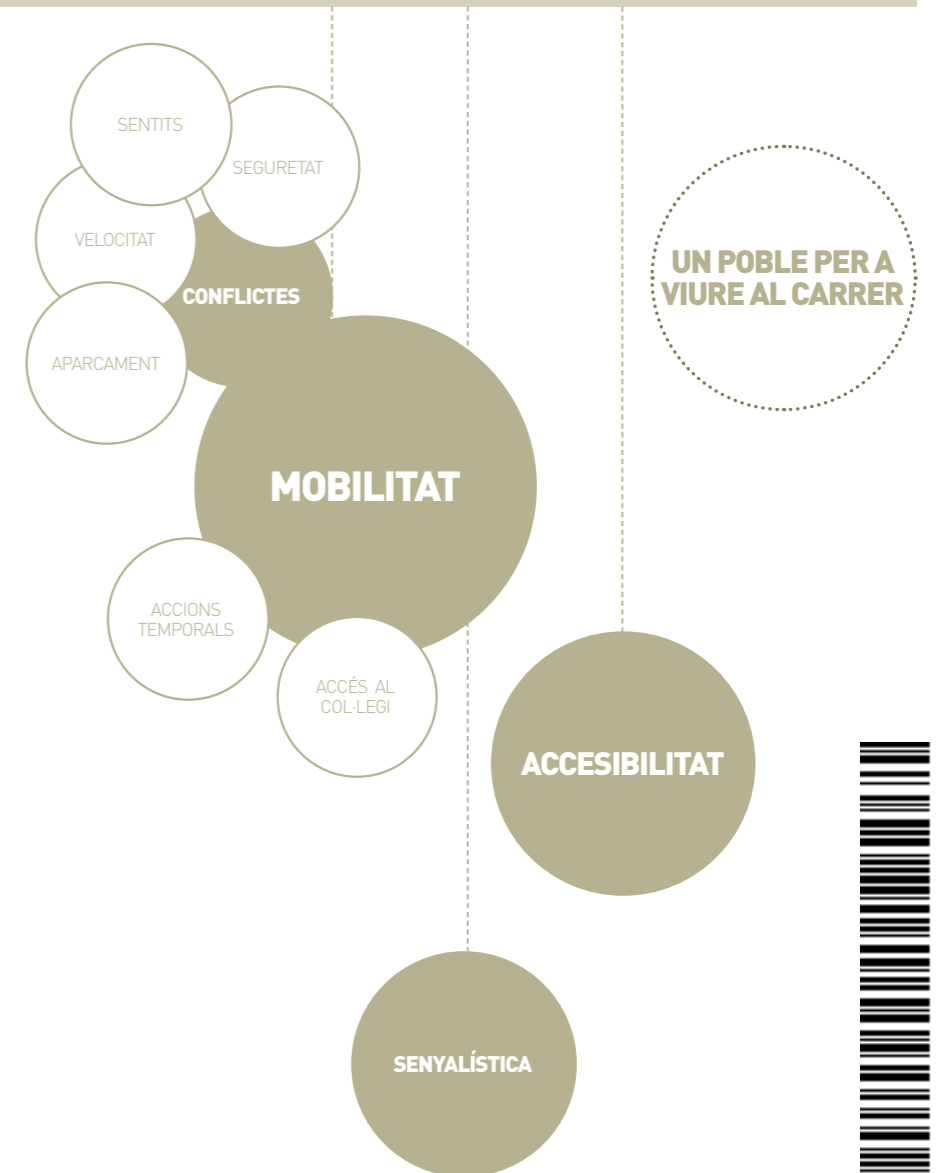 SENTITS
SEGURETAT
VELOCITAT
CONFLICTES
APARCAMENT
UN POBLE PER A
VIURE AL CARRER
MOBILITAT
ACCIONS
TEMPORALS
ACCÉS AL
COL·LEGI
ACCESIBILITAT
SENYALÍSTICA